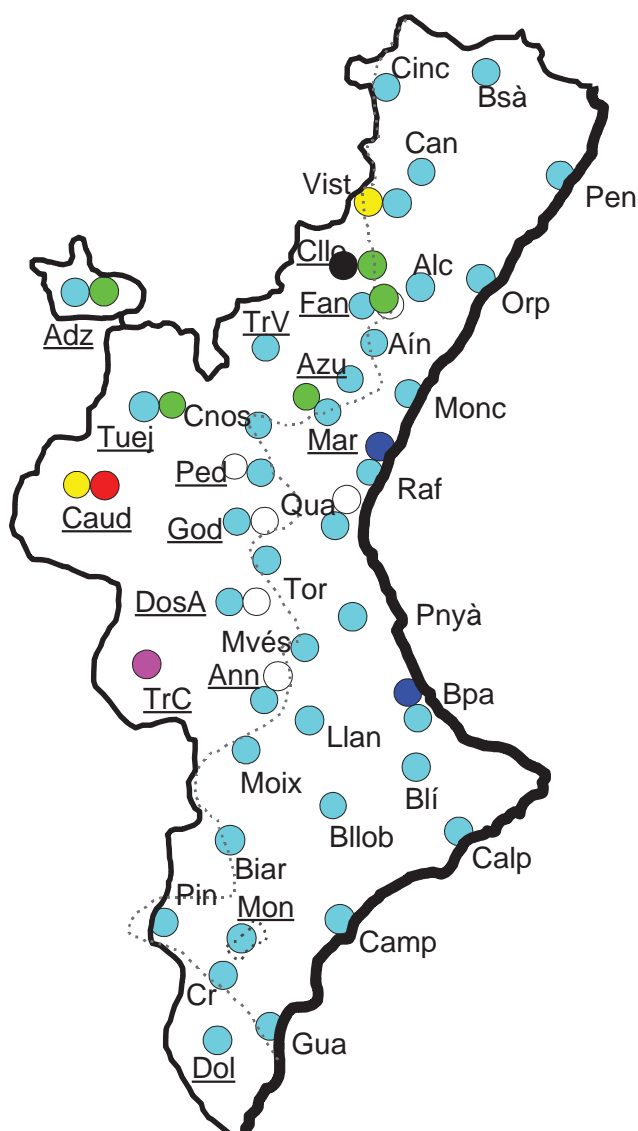 Cinc
Bsà
Can
Vist
Pen
Clle
Alc
Fan
Orp
Adz
TrV
Aín
Azu
Monc
Cnos
Tuej
Mar
Ped
Raf
Caud
Qua
God
Tor
DosA
Pnyà
Mvés
Ann
TrC
Bpa
Llan
Moix
Blí
Bllob
Calp
Biar
Pin
Mon
Camp
Cr
Gua
Dol